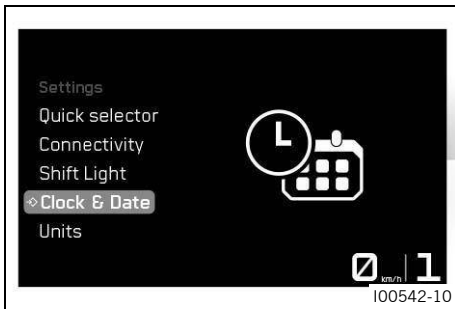 Settings
Quick selector
Connectivity
Shift Light
Clock & Date
Units
0 km/h 1
I00542-10